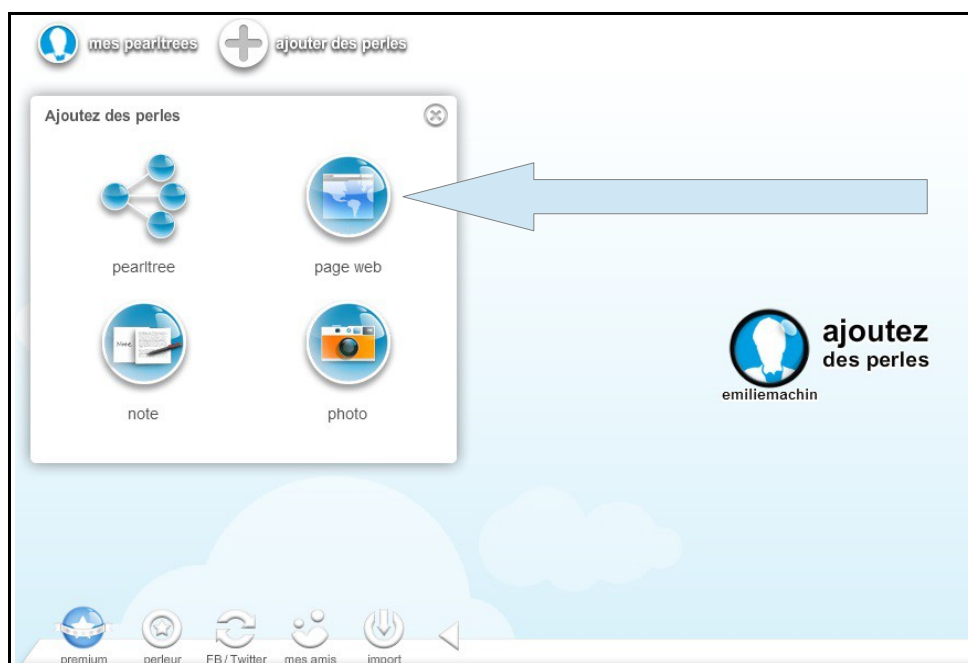 mes pearltrees
ajouter des perles
Ajoutez des perles
pearltree
page web
Note
note
photo
ajoutez
des perles
emiliemachin
premium
perleur
FB / Twitter
mes amis
import